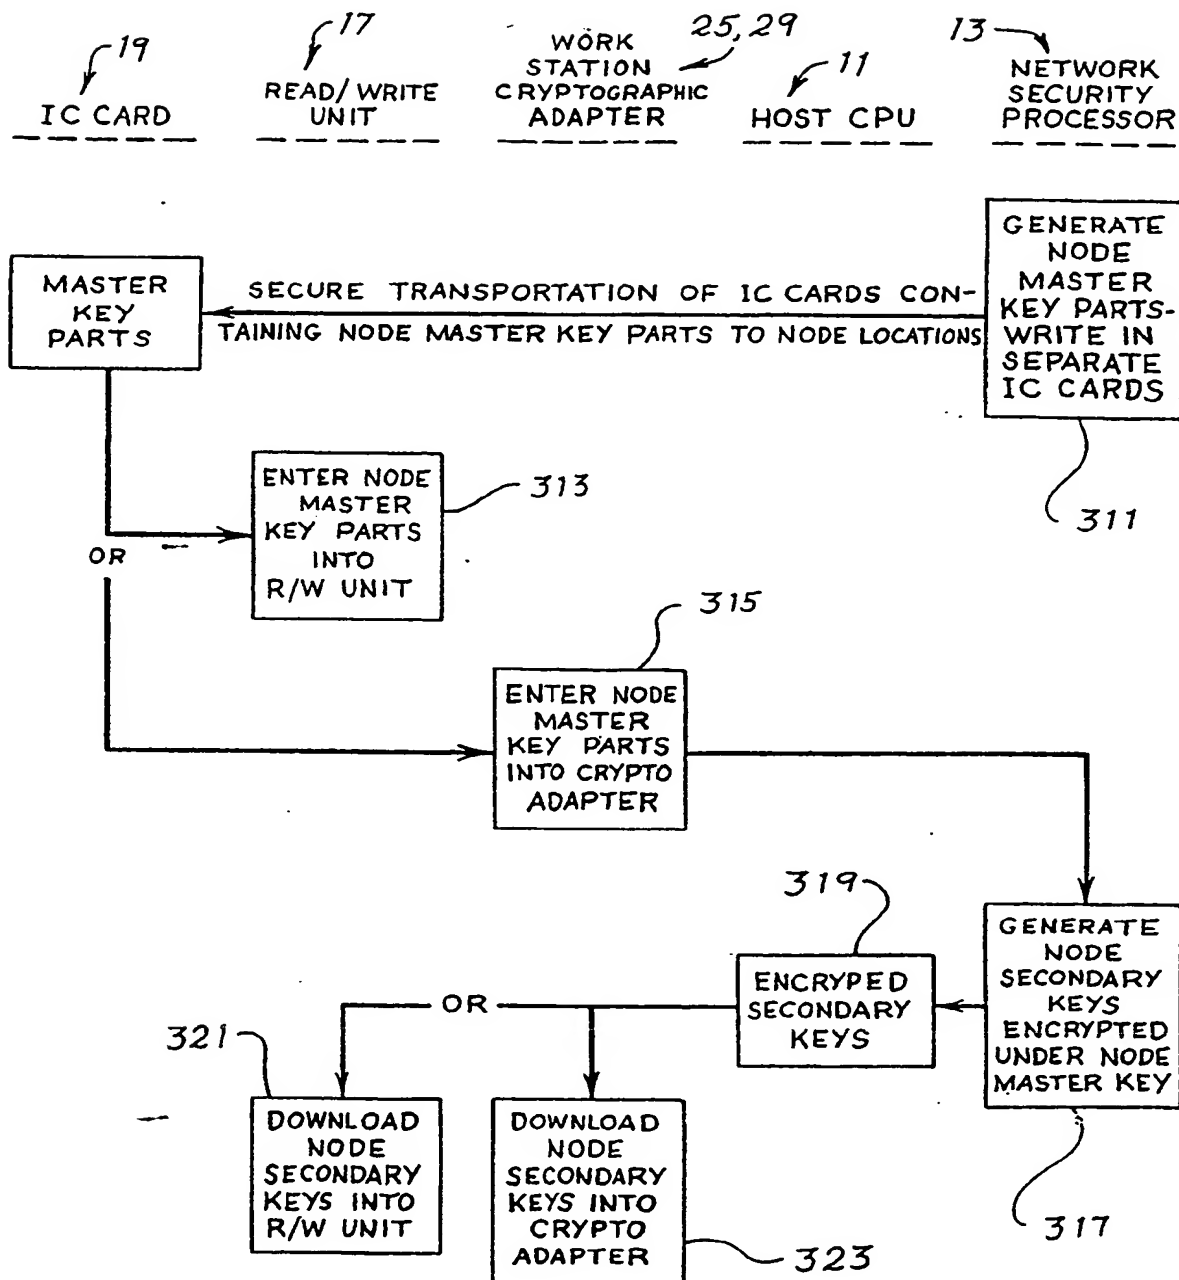 19
IC CARD
17
READ/WRITE
UNIT
WORK
STATION
CRYPTOGRAPHIC
ADAPTER
25,29
11
HOST CPU
13
NETWORK
SECURITY
PROCESSOR
GENERATE
NODE
MASTER
KEY PARTS-
WRITE IN
SEPARATE
IC CARDS
311
SECURE TRANSPORTATION OF IC CARDS CON-
TAINING NODE MASTER KEY PARTS TO NODE LOCATIONS
MASTER
KEY
PARTS
OR
ENTER NODE
MASTER
KEY PARTS
INTO
R/W UNIT
313
315
ENTER NODE
MASTER
KEY PARTS
INTO CRYPTO
ADAPTER
GENERATE
NODE
SECONDARY
KEYS
ENCRYPTED
UNDER NODE
MASTER KEY
317
319
ENCRYPED
SECONDARY
KEYS
OR
321
DOWNLOAD
NODE
SECONDARY
KEYS INTO
R/W UNIT
DOWNLOAD
NODE
SECONDARY
KEYS INTO
CRYPTO
ADAPTER
323